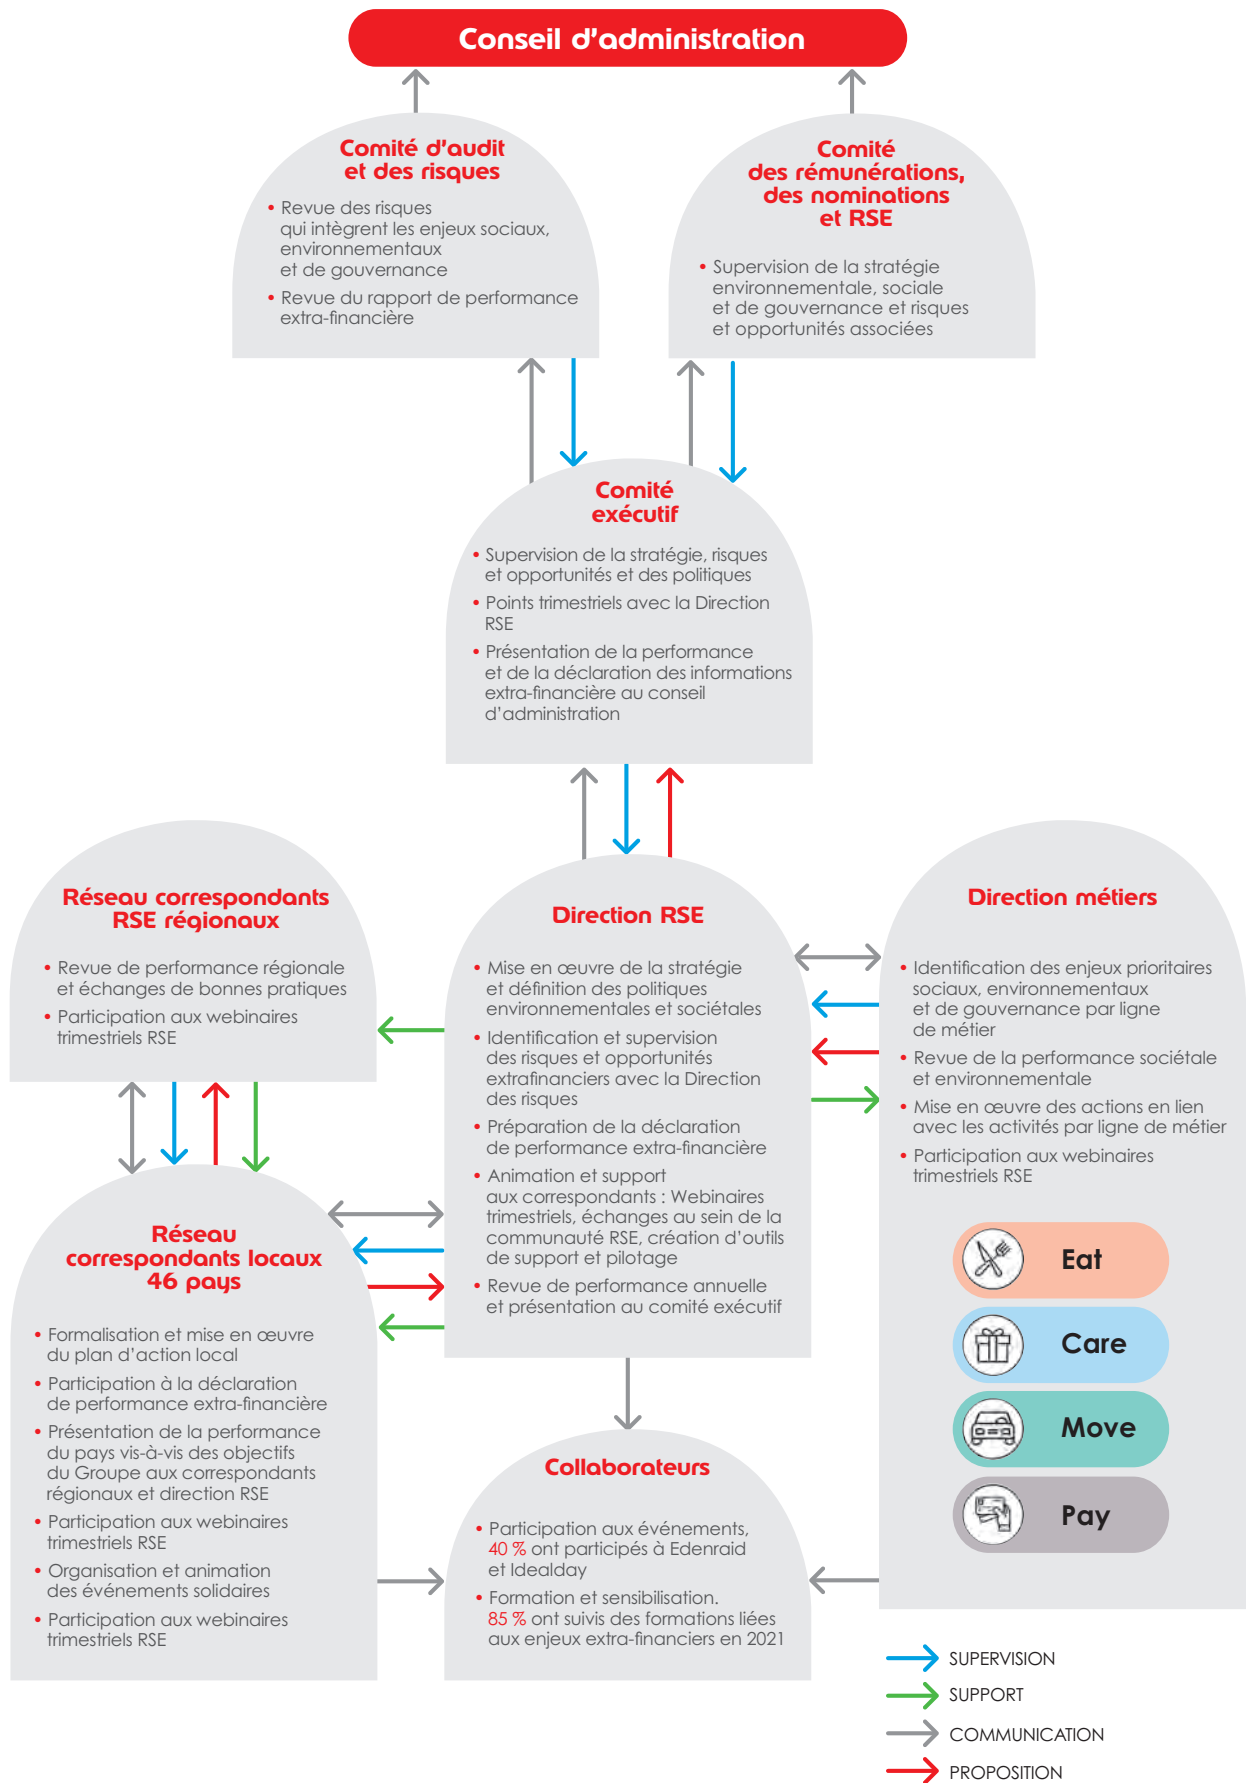 Conseil d'administration
Comité d'audit
et des risques
• Revue des risques
qui intègrent les enjeux sociaux,
environnementaux
et de gouvernance
• Revue du rapport de performance
extra-financière
Comité
des rémunérations,
des nominations
et RSE
• Supervision de la stratégie
environnementale, sociale
et de gouvernance et risques
et opportunités associées
Comité
exécutif
• Supervision de la stratégie, risques
et opportunités et des politiques
• Points trimestriels avec la Direction
RSE
• Présentation de la performance
et de la déclaration des informations
extra-financière au conseil
d'administration
Réseau correspondants
RSE régionaux
• Revue de performance régionale
et échanges de bonnes pratiques
• Participation aux webinaires
trimestriels RSE
Direction RSE
• Mise en œuvre de la stratégie
et définition des politiques
environnementales et sociétales
• Identification et supervision
des risques et opportunités
extrafinanciers avec la Direction
des risques
• Préparation de la déclaration
de performance extra-financière
• Animation et support
aux correspondants : Webinaires
trimestriels, échanges au sein de la
communauté RSE, création d'outils
de support et pilotage
• Revue de performance annuelle
et présentation au comité exécutif
Direction métiers
• Identification des enjeux prioritaires
sociaux, environnementaux
et de gouvernance par ligne
de métier
• Revue de la performance sociétale
et environnementale
• Mise en œuvre des actions en lien
avec les activités par ligne de métier
• Participation aux webinaires
trimestriels RSE
Eat
Care
Move
Pay
Réseau
correspondants locaux
46 pays
• Formalisation et mise en œuvre
du plan d'action local
• Participation à la déclaration
de performance extra-financière
• Présentation de la performance
du pays vis-à-vis des objectifs
du Groupe aux correspondants
régionaux et direction RSE
• Participation aux webinaires
trimestriels RSE
• Organisation et animation
des événements solidaires
• Participation aux webinaires
trimestriels RSE
Collaborateurs
• Participation aux événements,
40 % ont participés à Edenraid
et Idealday
• Formation et sensibilisation.
85 % ont suivis des formations liées
aux enjeux extra-financiers en 2021
SUPERVISION
SUPPORT
COMMUNICATION
PROPOSITION